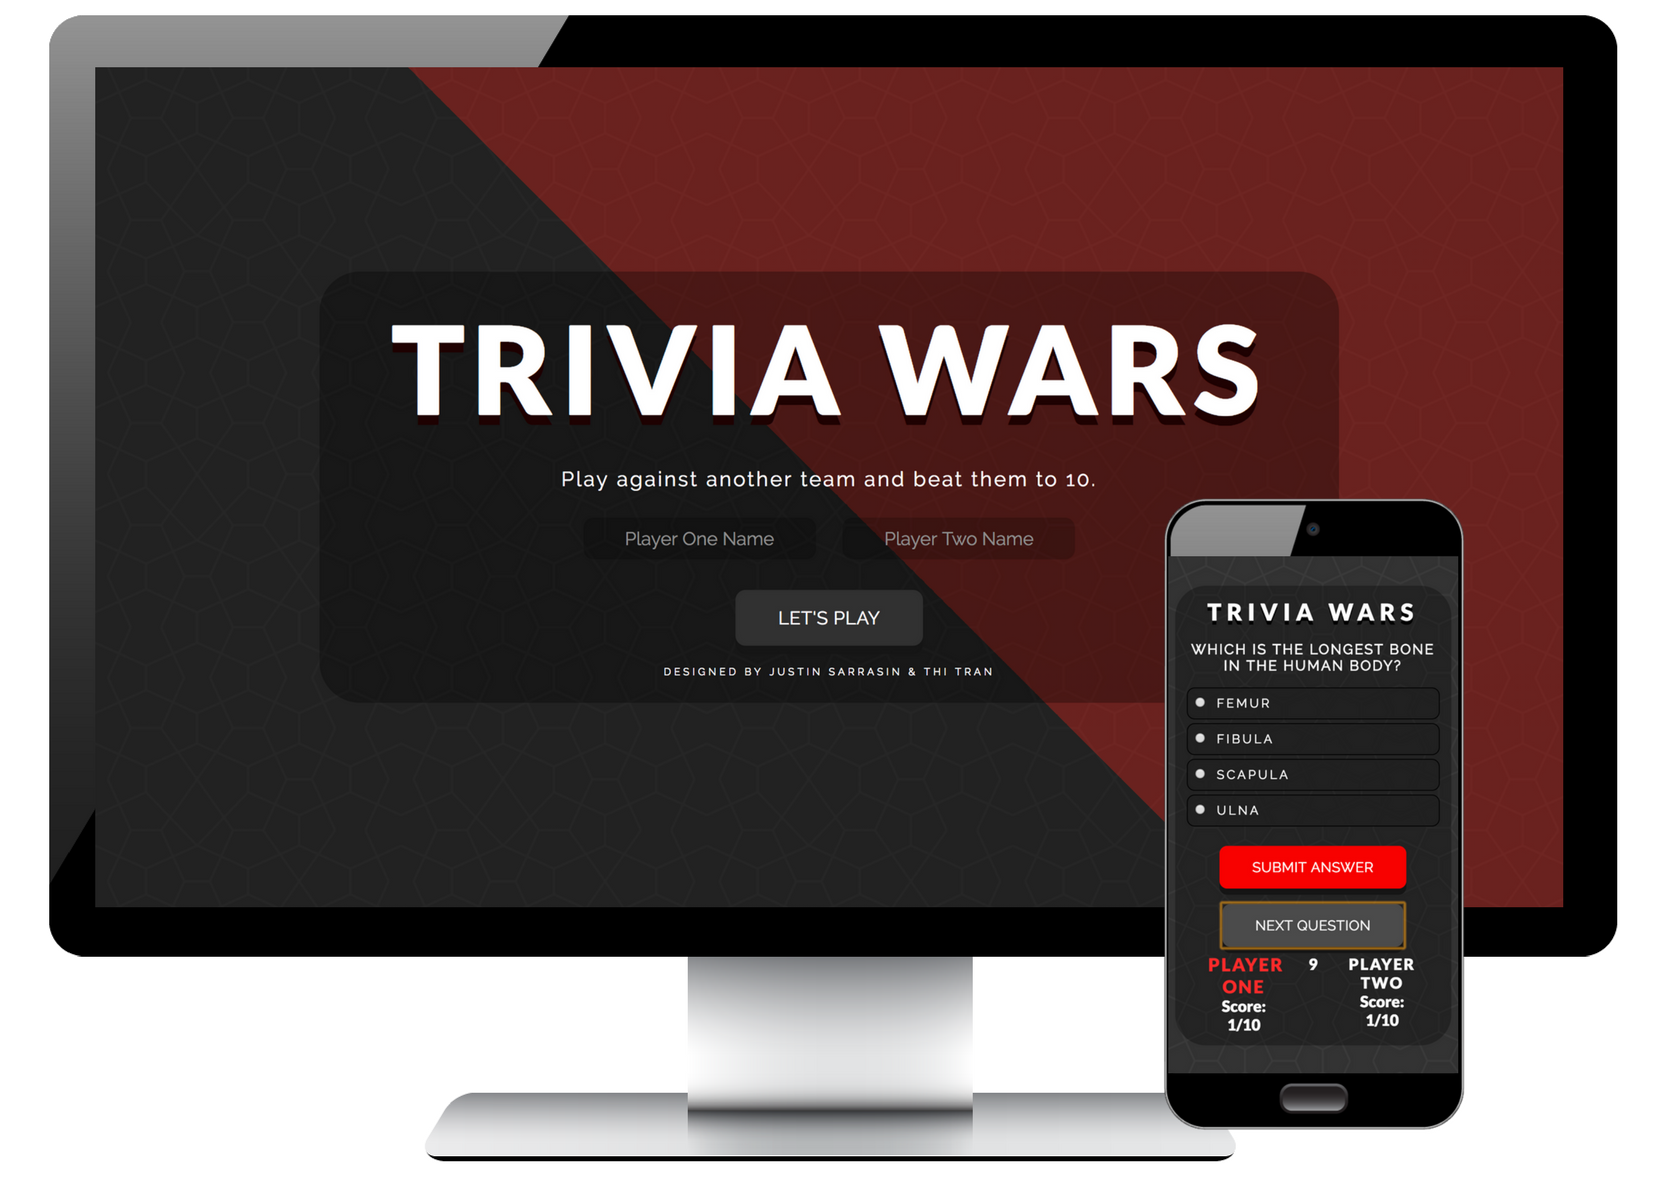 TRIVIA WARS
Play against another team and beat them to 10.
Player One Name
Player Two Name
LET'S PLAY
DESIGNED BY JUSTIN SARRASIN & THI TRAN
TRIVIA WARS
WHICH IS THE LONGEST BONE
IN THE HUMAN BODY?
FEMUR
FIBULA
SCAPULA
ULNA
SUBMIT ANSWER
NEXT QUESTION
PLAYER
ONE
Score:
1/10
9
PLAYER
TWO
Score:
1/10